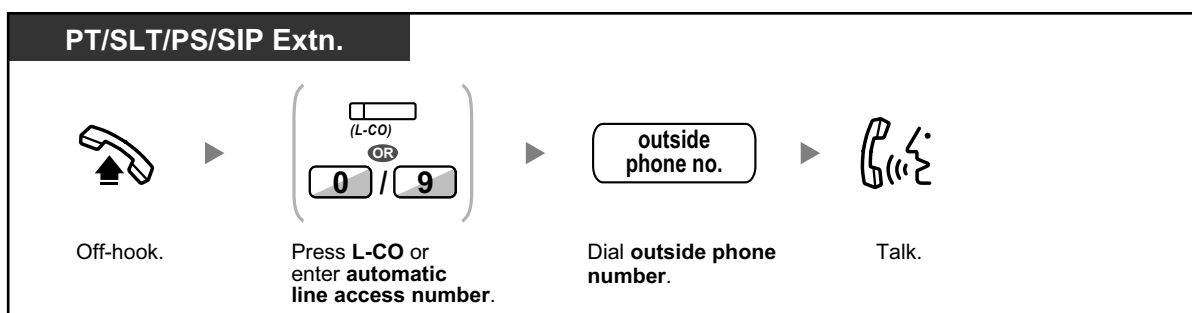 PT/SLT/PS/SIP Extn.
(L-CO)
OR
0 / 9
outside
phone no.
Off-hook.
Press L-CO or
enter automatic
line access number.
Dial outside phone
number.
Talk.